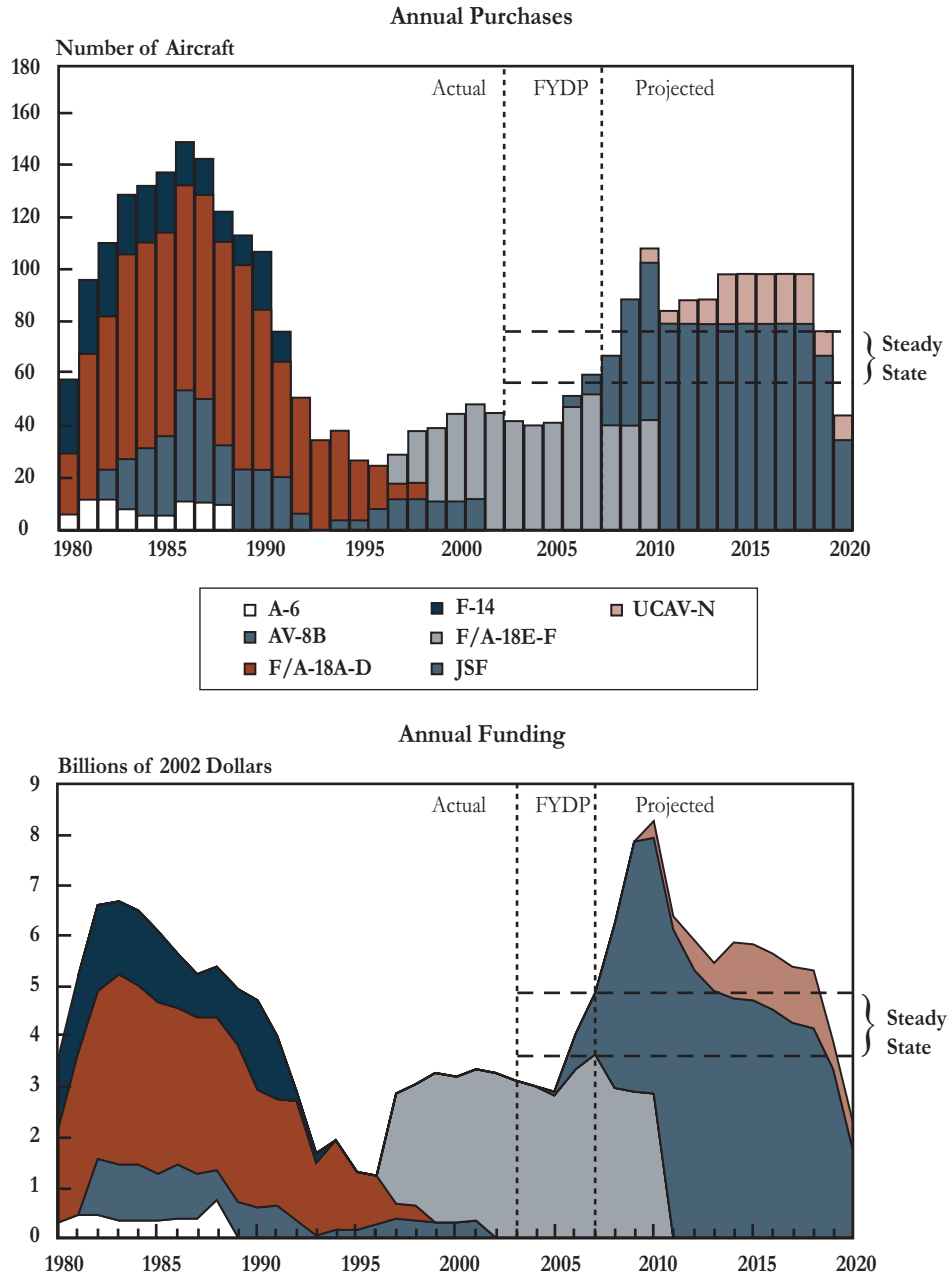 Annual Purchases
Number of Aircraft
180
160
140
120
100
80
60
40
20
0
Actual
FYDP
Projected
Steady
State
1980
1985
1990
1995
2000
2005
2010
2015
2020
A-6
F-14
UCAV-N
AV-8B
F/A-18E-F
F/A-18A-D
JSF
Annual Funding
Billions of 2002 Dollars
9
8
7
6
5
4
3
2
1
0
Actual
FYDP
Projected
Steady
State
1980
1985
1990
1995
2000
2005
2010
2015
2020